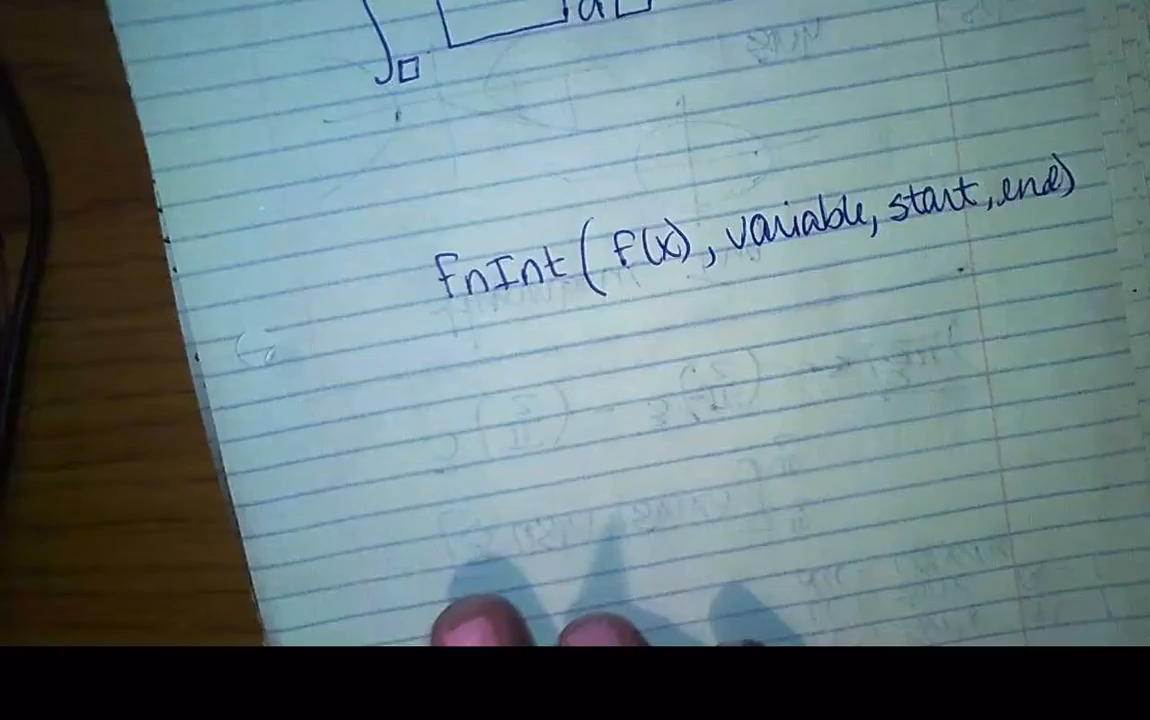 ∫□ □ d□
fnInt(f(x), variable, start, end)